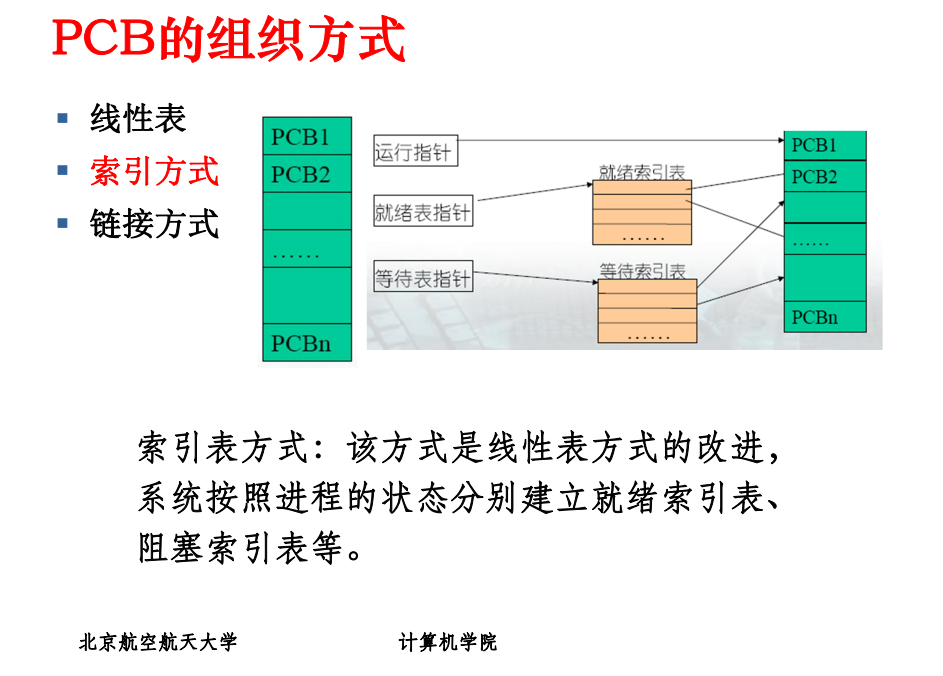 PCB的组织方式
线性表
索引方式
链接方式
PCB1
PCB2
……
PCBn
运行指针
就绪表指针
等待表指针
就绪索引表
……
等待索引表
……
PCB1
PCB2
……
PCBn
索引表方式：该方式是线性表方式的改进，
系统按照进程的状态分别建立就绪索引表、
阻塞索引表等。
北京航空航天大学 计算机学院